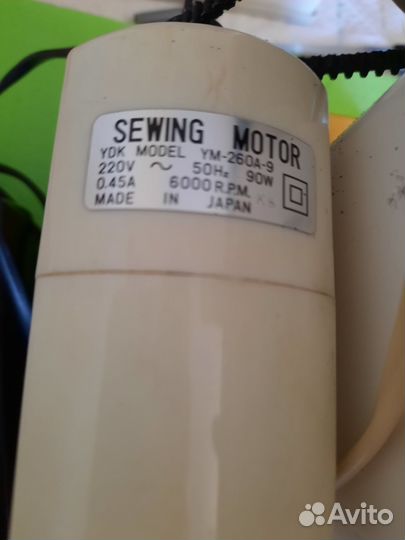 SEWING MOTOR
YDK MODEL YM-260A-9
220V ~ 50Hz 90W
0.45A 6000 R.P.M.
MADE IN JAPAN
Avito